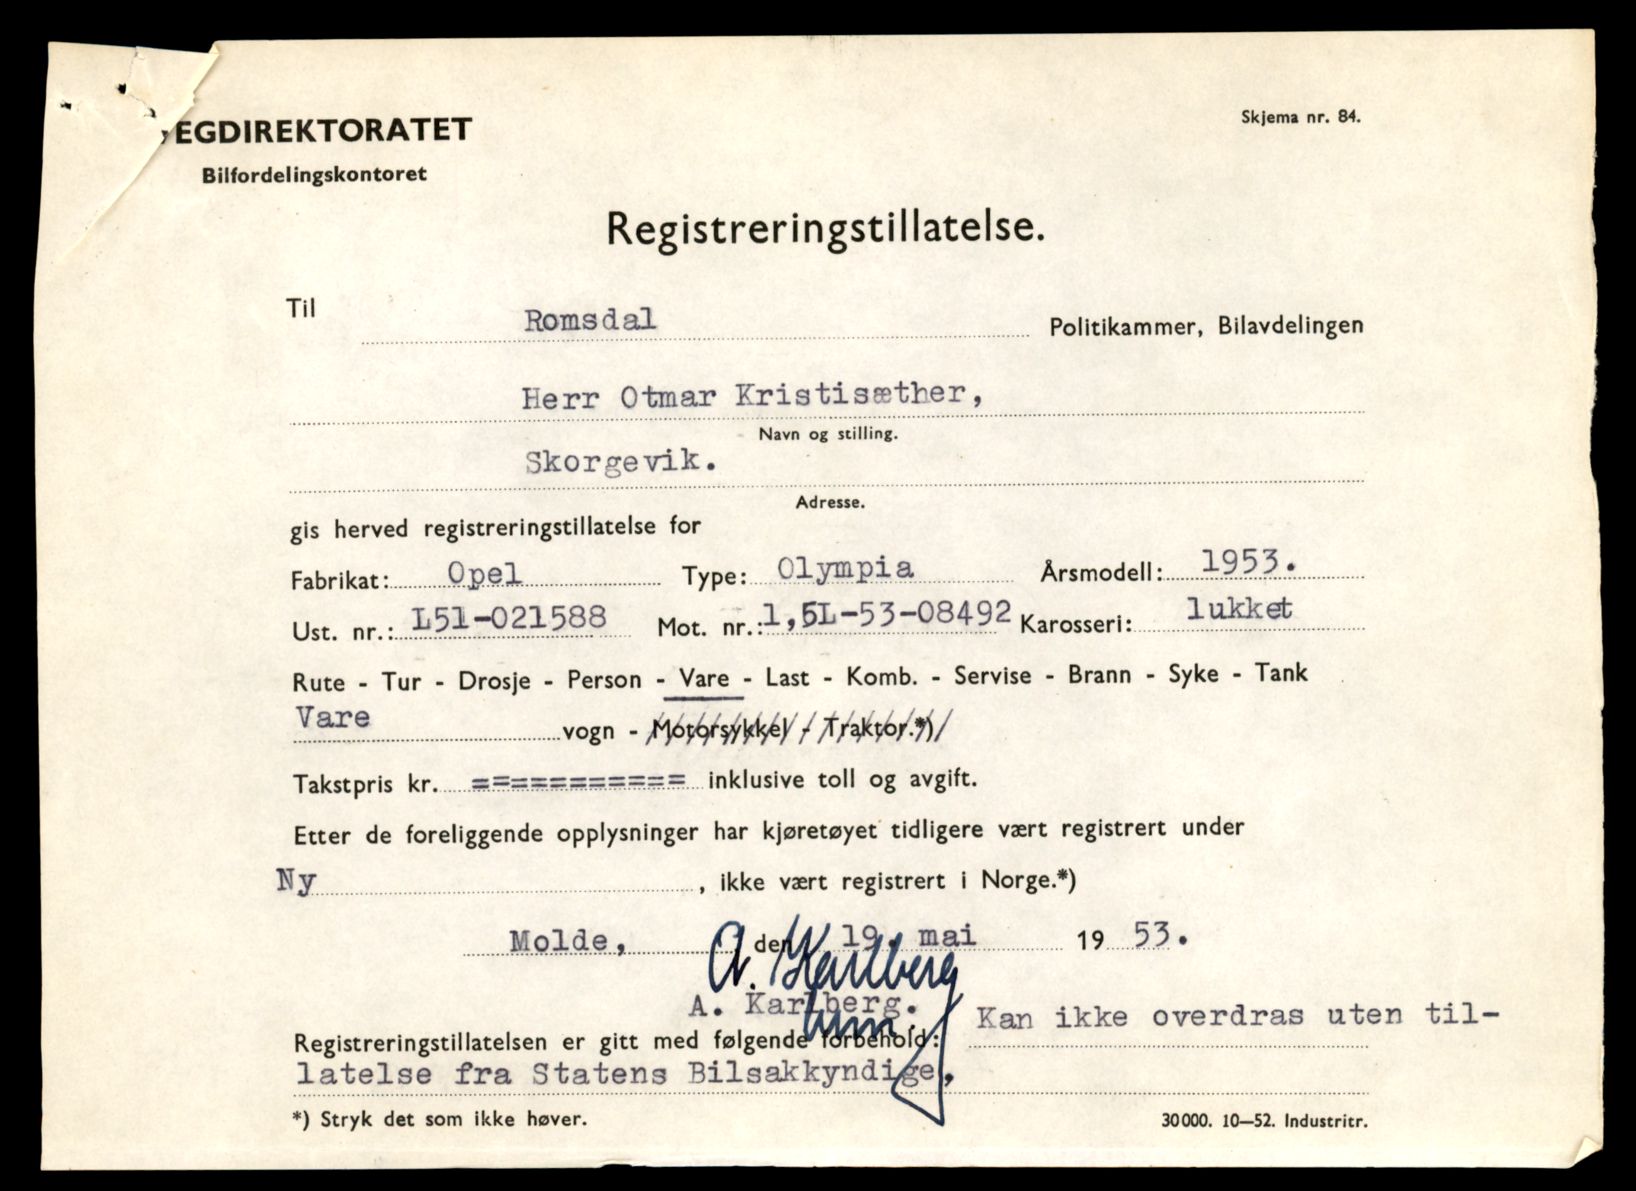 VEGDIREKTORATET
Skjema nr. 84.
Bilfordelingskontoret
Registreringstillatelse.
Til Romsdal Politikammer, Bilavdelingen
Herr Otmar Kristisæther,
Navn og stilling.
Skorgevik.
Adresse.
gis herved registreringstillatelse for
Fabrikat: Opel Type: Olympia Årsmodell: 1953.
Ust. nr.: L51-021588 Mot. nr.: 1,5L-53-08492 Karosseri: lukket
Rute - Tur - Drosje - Person - Vare - Last - Komb. - Servise - Brann - Syke - Tank
Vare vogn - Motorsykkel - Traktor.*)
Takstpris kr. =========== inklusive toll og avgift.
Etter de foreliggende opplysninger har kjøretøyet tidligere vært registrert under
Ny , ikke vært registrert i Norge.*)
Molde, den 19. mai 1953.
A. Karlberg
A. Karlberg.
Registreringstillatelsen er gitt med følgende forbehold: Kan ikke overdras uten til-
latelse fra Statens Bilsakkyndige.
*) Stryk det som ikke høver.
30000. 10—52. Industritr.